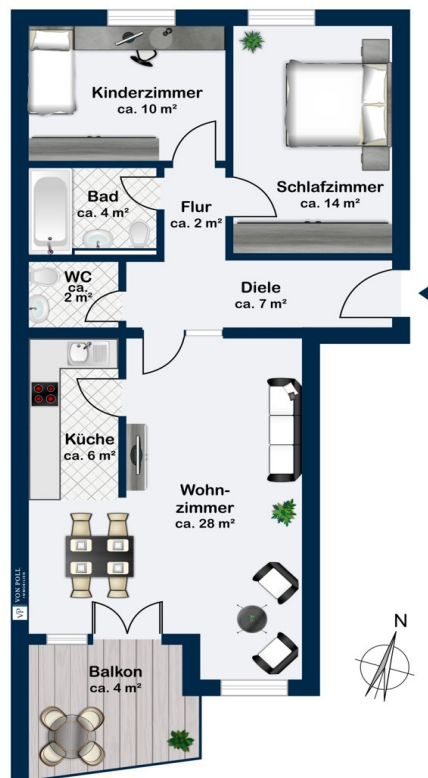 Kinderzimmer
ca. 10 m²
Schlafzimmer
ca. 14 m²
Bad
ca. 4 m²
Flur
ca. 2 m²
WC
ca.
2 m²
Diele
ca. 7 m²
Küche
ca. 6 m²
Wohn-
zimmer
ca. 28 m²
VP
VON POLL
IMMOBILIEN
Balkon
ca. 4 m²
N